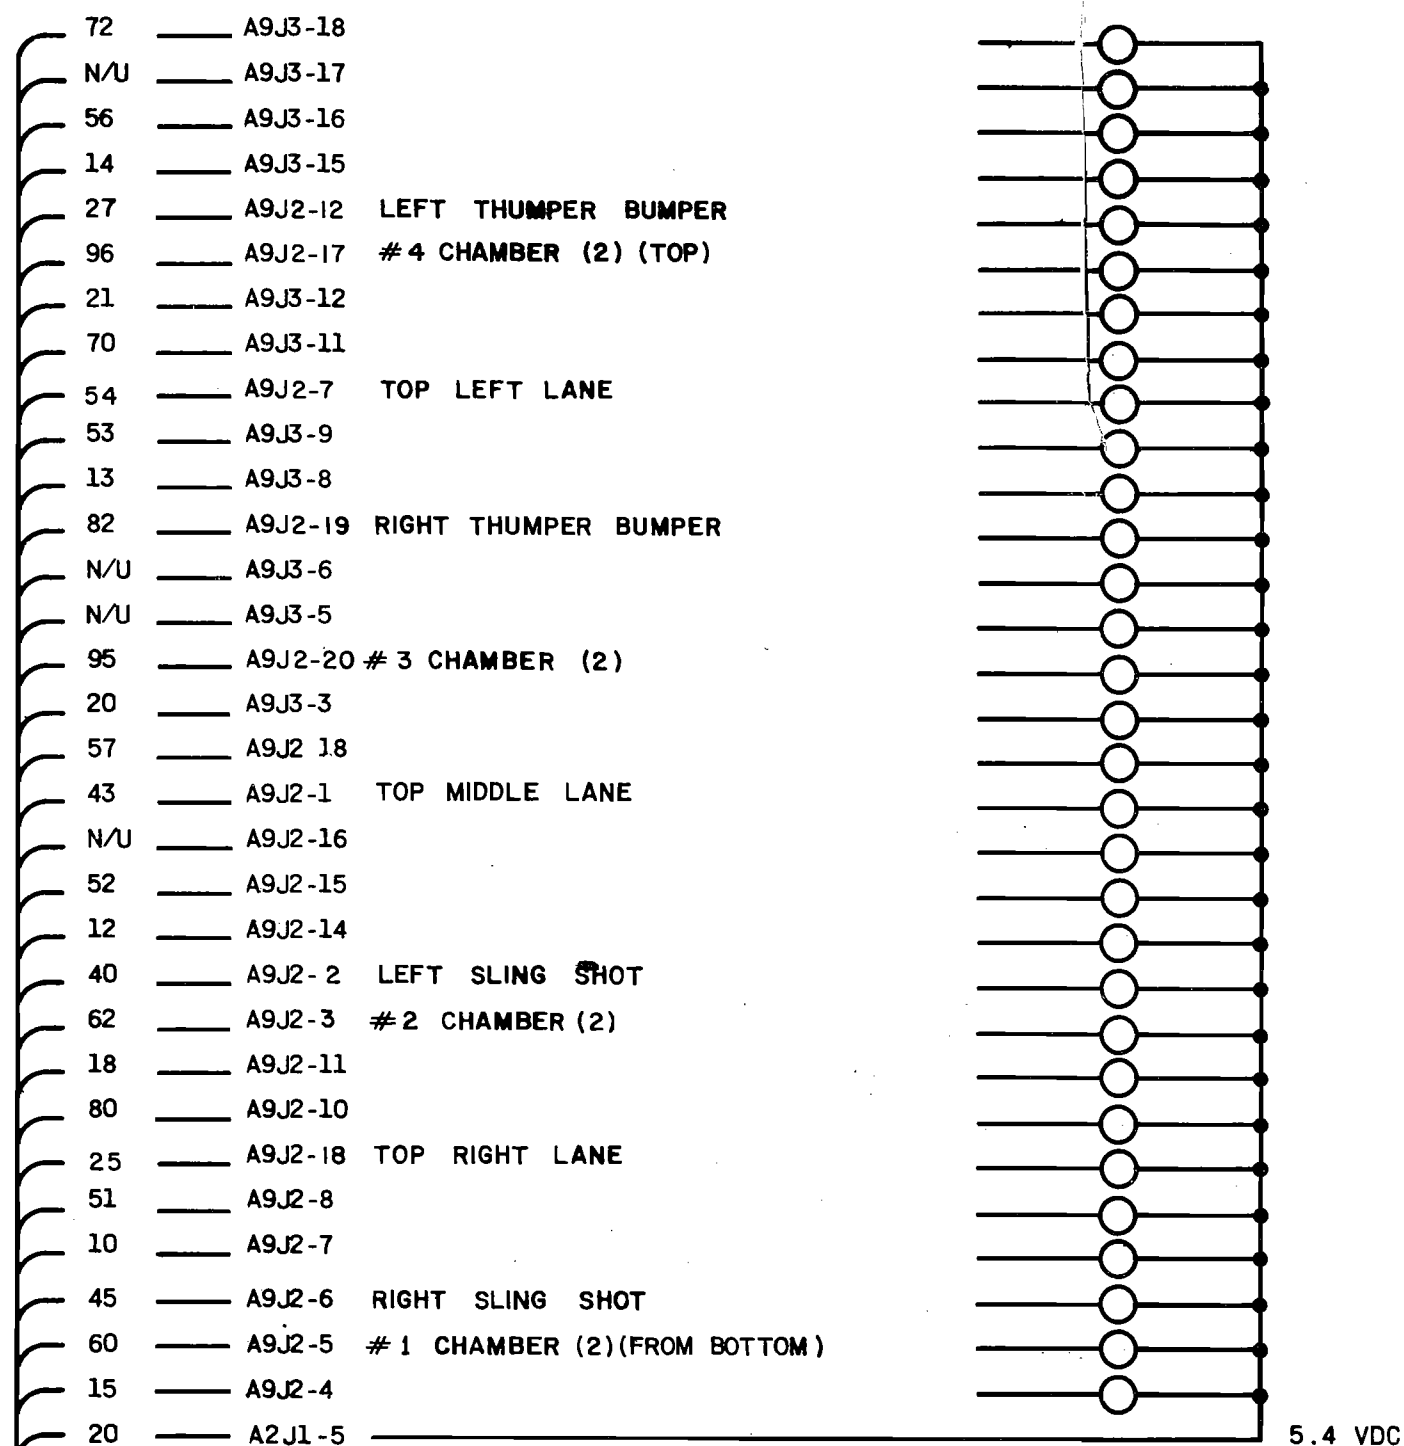 72 A9J3-18
N/U A9J3-17
56 A9J3-16
14 A9J3-15
27 A9J2-12 LEFT THUMPER BUMPER
96 A9J2-17 #4 CHAMBER (2) (TOP)
21 A9J3-12
70 A9J3-11
54 A9J2-7 TOP LEFT LANE
53 A9J3-9
13 A9J3-8
82 A9J2-19 RIGHT THUMPER BUMPER
N/U A9J3-6
N/U A9J3-5
95 A9J2-20 # 3 CHAMBER (2)
20 A9J3-3
57 A9J2 18
43 A9J2-1 TOP MIDDLE LANE
N/U A9J2-16
52 A9J2-15
12 A9J2-14
40 A9J2-2 LEFT SLING SHOT
62 A9J2-3 #2 CHAMBER (2)
18 A9J2-11
80 A9J2-10
25 A9J2-18 TOP RIGHT LANE
51 A9J2-8
10 A9J2-7
45 A9J2-6 RIGHT SLING SHOT
60 A9J2-5 # 1 CHAMBER (2)(FROM BOTTOM)
15 A9J2-4
20 A2J1-5 5.4 VDC